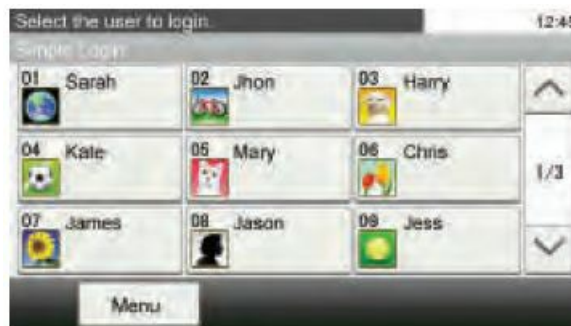 Select the user to login. 12:45
Simple Login
01 Sarah 02 Jhon 03 Harry
04 Kate 05 Mary 06 Chris
1/3
07 James 08 Jason 09 Jess
Menu